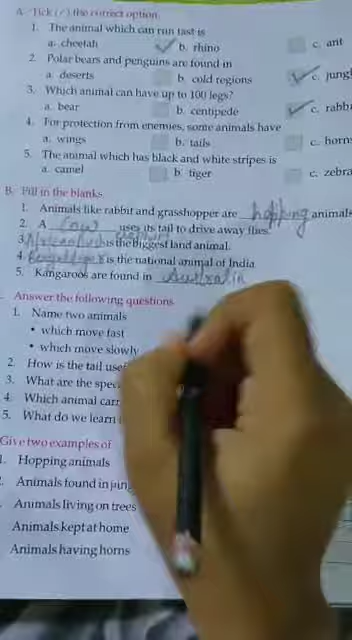 A. Tick (✓) the correct option.
1. The animal which can run fast is
a. cheetah b. rhino c. ant
2. Polar bears and penguins are found in
a. deserts b. cold regions c. jungl
3. Which animal can have up to 100 legs?
a. bear b. centipede c. rabb
4. For protection from enemies, some animals have
a. wings b. tails c. horn
5. The animal which has black and white stripes is
a. camel b. tiger c. zebra
B. Fill in the blanks.
1. Animals like rabbit and grasshopper are hopping animals
2. A cow uses its tail to drive away flies.
3. African is the biggest land animal.
4. is the national animal of India.
5. Kangaroos are found in Australia
Answer the following questions
1. Name two animals
• which move fast
• which move slowly
2. How is the tail use
3. What are the spec
4. Which animal carr
5. What do we learn
Give two examples of
1. Hopping animals
2. Animals found in jung
Animals living on trees
Animals kept at home
Animals having horns